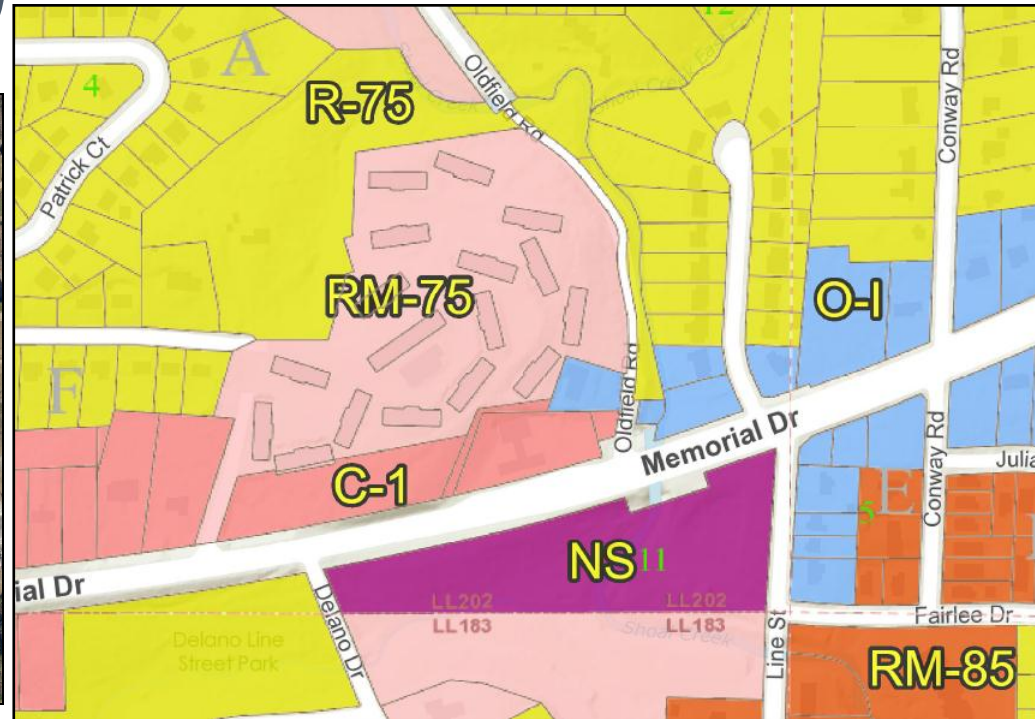 12
A
Oldfield Rd
Conway Rd
R-75
4
Patrick Ct
RM-75
O-I
F
Oldfield Rd
Memorial Dr
Conway Rd
Julia
C-1
E
5
NS
11
ial Dr
Delano Dr
LL202
LL202
LL183
LL183
Shoal Creek
Line St
Fairlee Dr
Delano Line
Street Park
RM-85